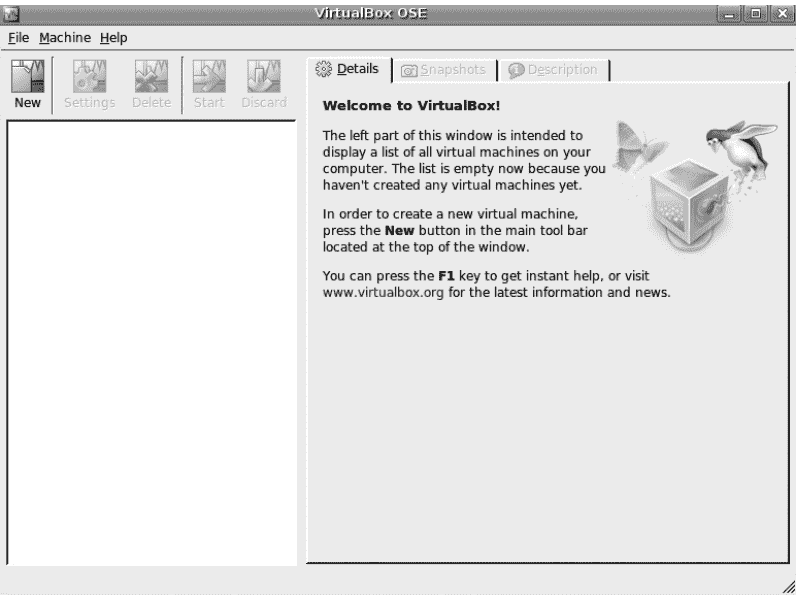 VirtualBox OSE
File Machine Help
New Settings Delete Start Discard
Details Snapshots Description
Welcome to VirtualBox!
The left part of this window is intended to
display a list of all virtual machines on your
computer. The list is empty now because you
haven't created any virtual machines yet.
In order to create a new virtual machine,
press the New button in the main tool bar
located at the top of the window.
You can press the F1 key to get instant help, or visit
www.virtualbox.org for the latest information and news.